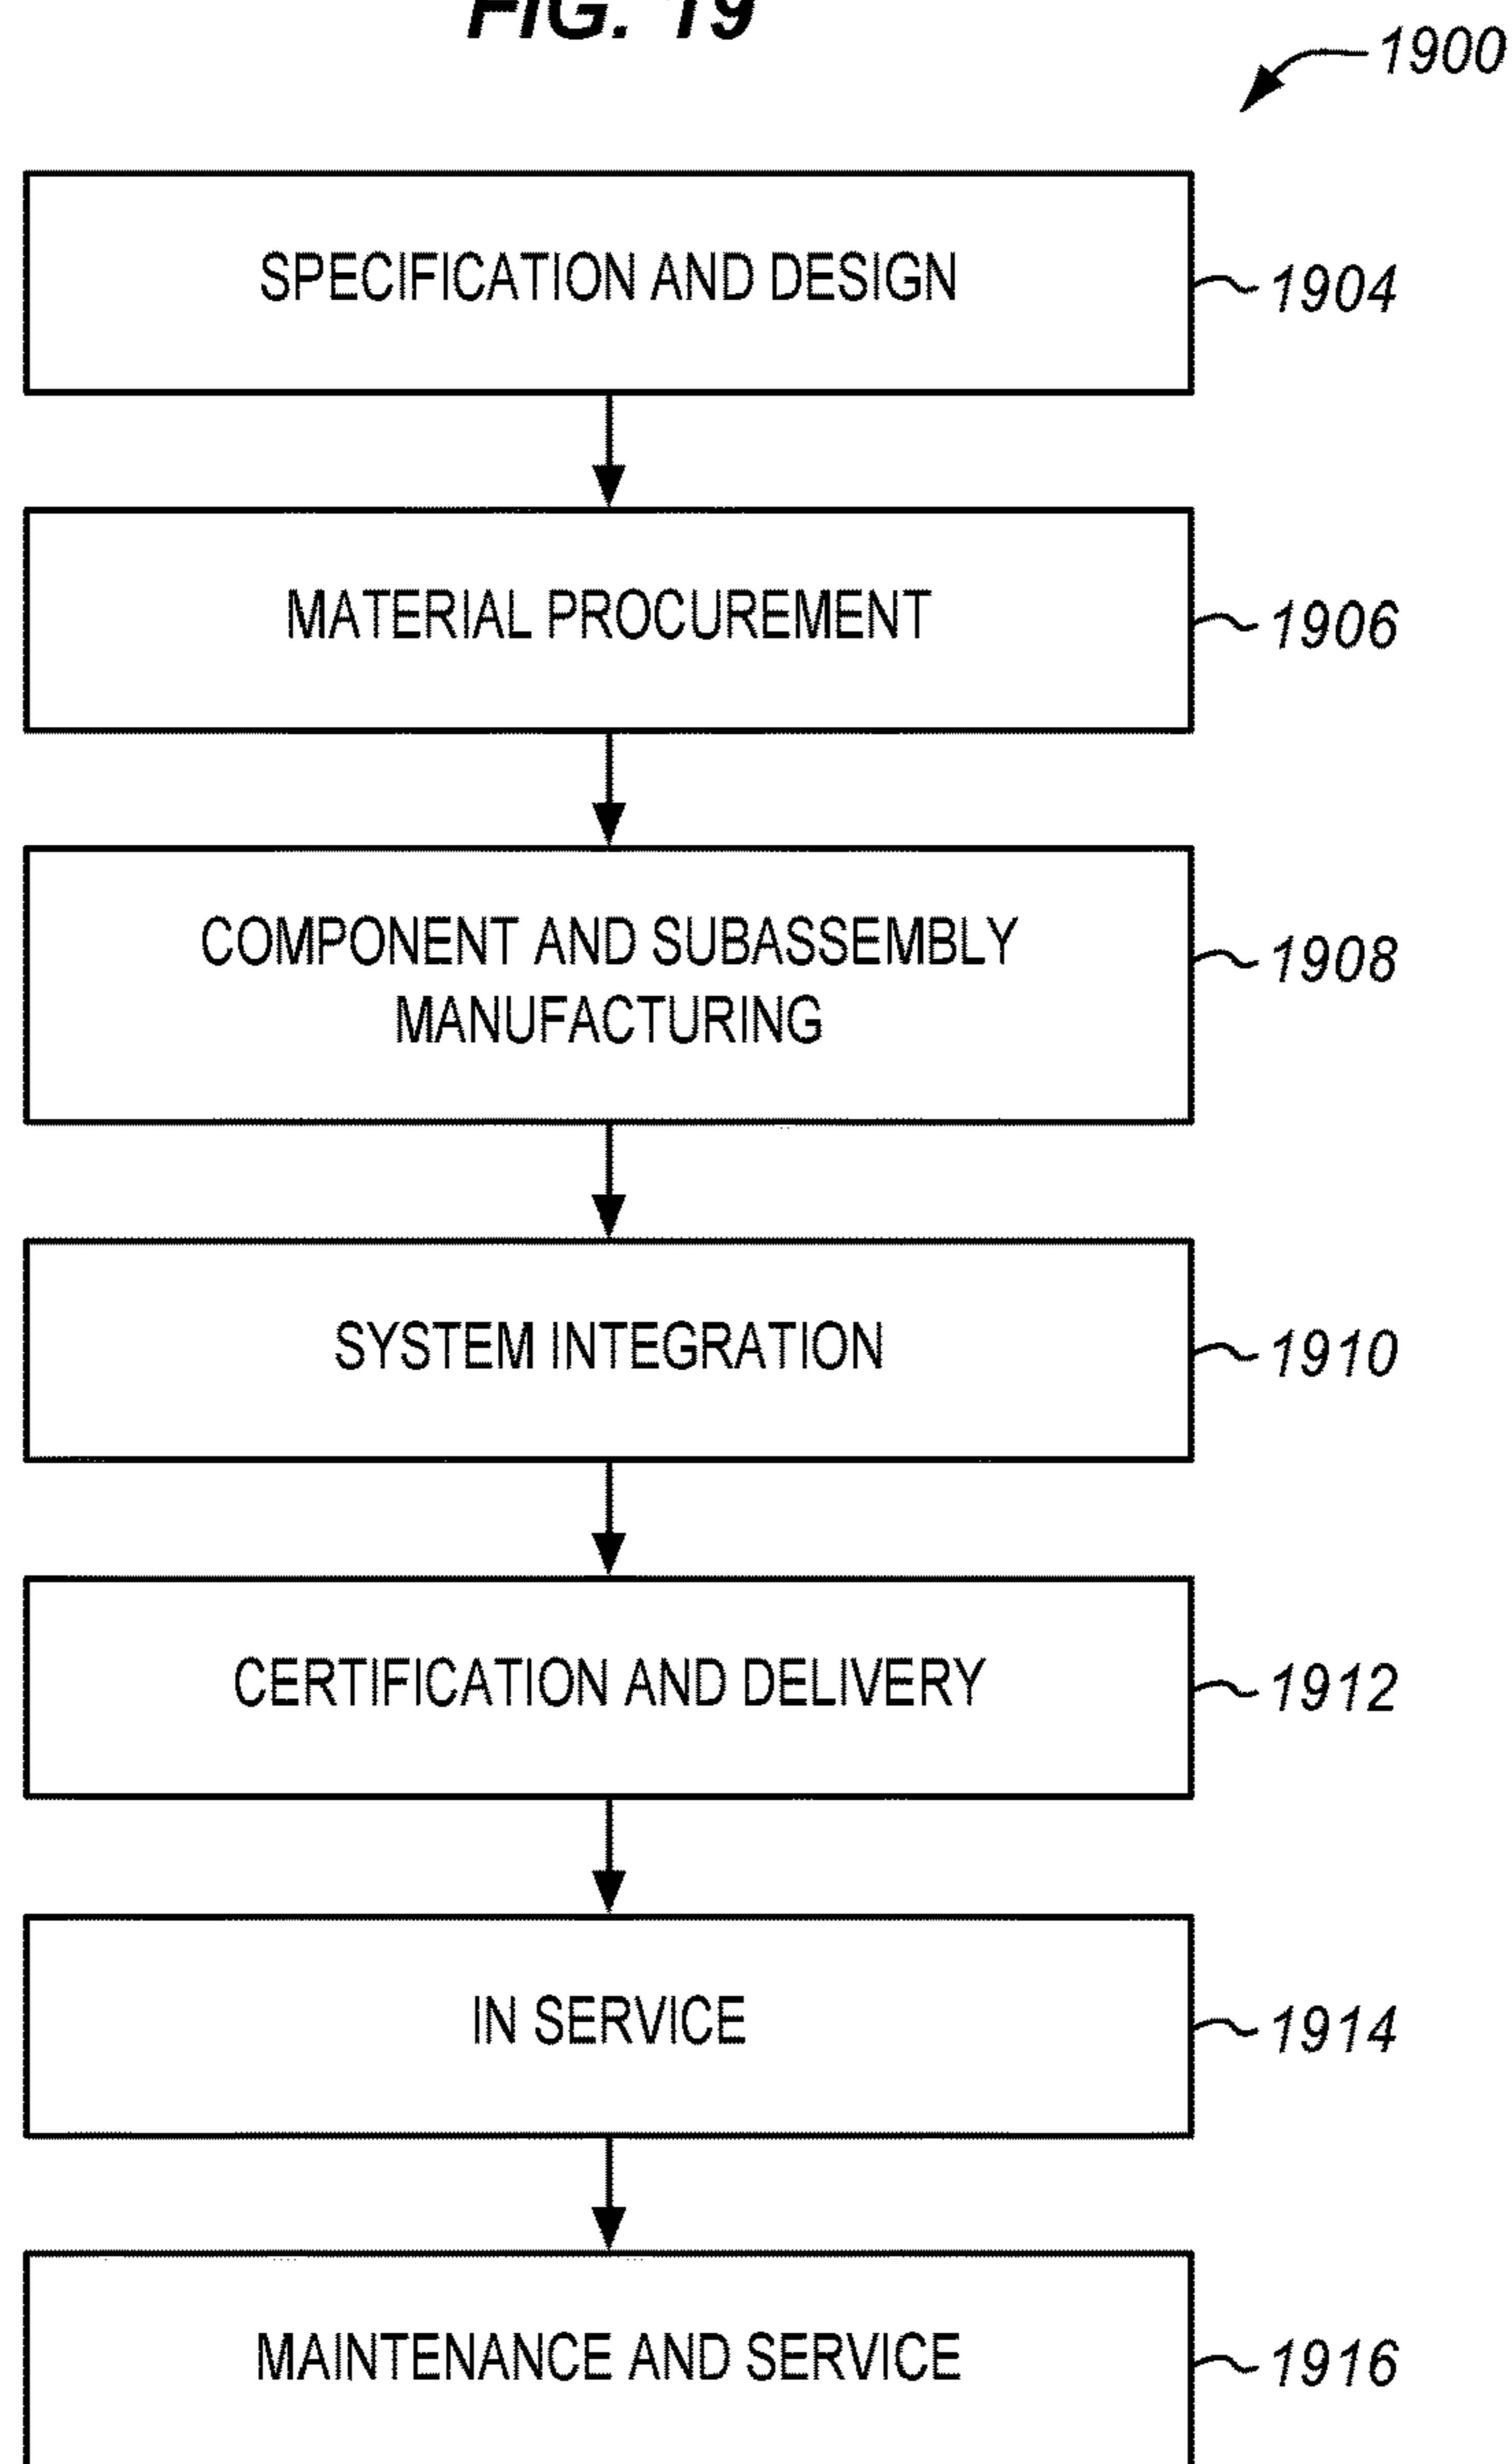 FIG. 19
1900
SPECIFICATION AND DESIGN
1904
MATERIAL PROCUREMENT
1906
COMPONENT AND SUBASSEMBLY
MANUFACTURING
1908
SYSTEM INTEGRATION
1910
CERTIFICATION AND DELIVERY
1912
IN SERVICE
1914
MAINTENANCE AND SERVICE
1916